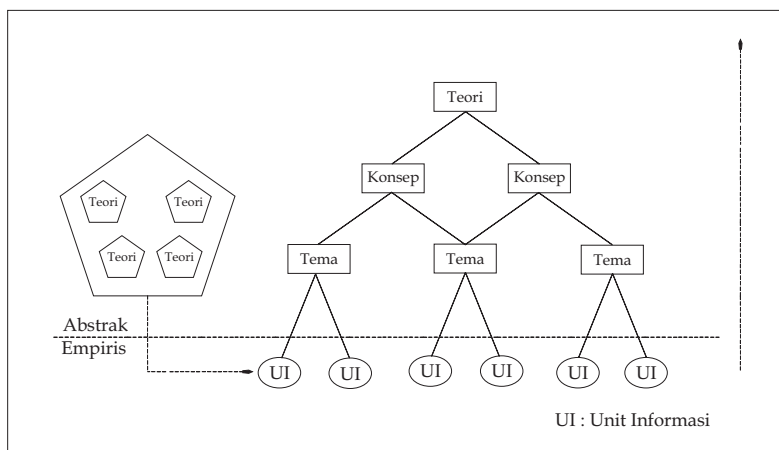 Teori
Konsep Konsep
Teori Teori
Teori Teori
Tema Tema Tema
Abstrak
Empiris
UI UI UI UI UI UI
UI : Unit Informasi